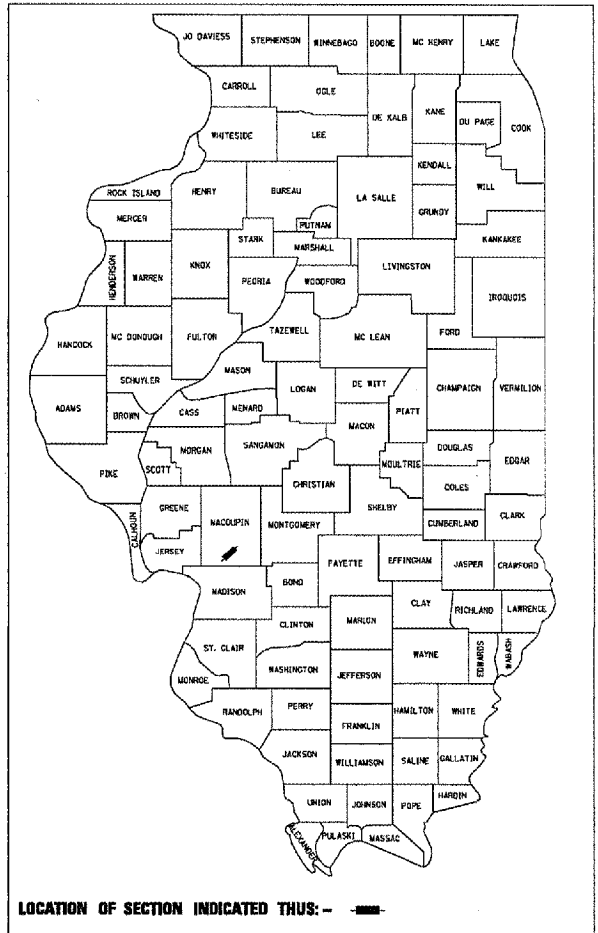 JO DAVIESS STEPHENSON WINNEBAGO BOONE MC HENRY LAKE
CARROLL OGLE DE KALB KANE DU PAGE COOK
WHITESIDE LEE
KENDALL WILL
ROCK ISLAND HENRY BUREAU LA SALLE GRUNDY
MERCER PUTNAM
STARK MARSHALL KANKAKEE
HENDERSON WARREN KNOX PEORIA WOODFORD LIVINGSTON IROQUOIS
HANCOCK MC DONOUGH FULTON TAZEWELL MC LEAN FORD
MASON
SCHUYLER LOGAN DE WITT CHAMPAIGN VERMILION
ADAMS BROWN CASS MENARD MACON PIATT
MORGAN SANGAMON DOUGLAS
PIKE SCOTT CHRISTIAN MOULTRIE COLES EDGAR
CALHOUN GREENE MACOUPIN MONTGOMERY SHELBY CUMBERLAND CLARK
JERSEY FAYETTE EFFINGHAM JASPER CRAWFORD
MADISON BOND
CLINTON MARION CLAY RICHLAND LAWRENCE
ST. CLAIR WAYNE EDWARDS WABASH
MONROE WASHINGTON JEFFERSON
RANDOLPH PERRY FRANKLIN HAMILTON WHITE
JACKSON WILLIAMSON SALINE GALLATIN
UNION JOHNSON POPE HARDIN
ALEXANDER PULASKI MASSAC
LOCATION OF SECTION INDICATED THUS: -